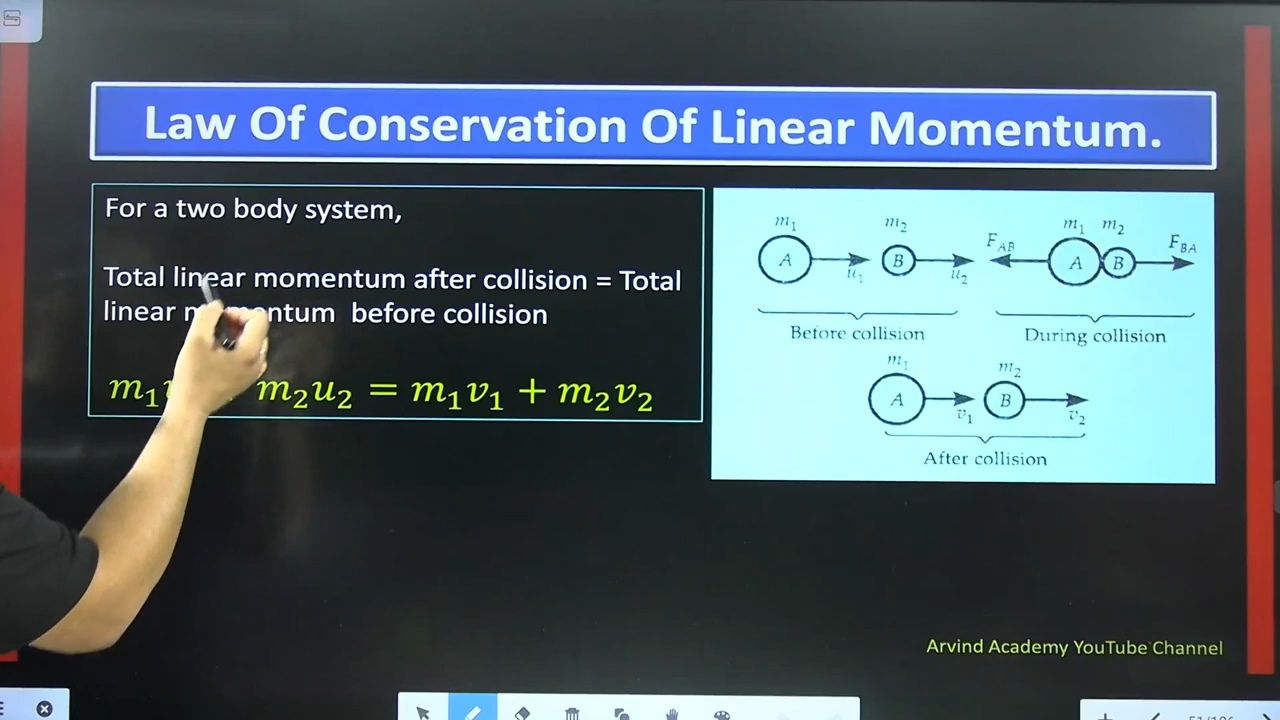 Law Of Conservation Of Linear Momentum.
For a two body system,
Total linear momentum after collision = Total
linear momentum before collision
m₁ m₂u₂ = m₁v₁ + m₂v₂
m₁ m₂ m₁ m₂
F_AB F_BA
A B A B
u₁ u₂
Before collision During collision
m₁ m₂
A B
v₁ v₂
After collision
Arvind Academy YouTube Channel